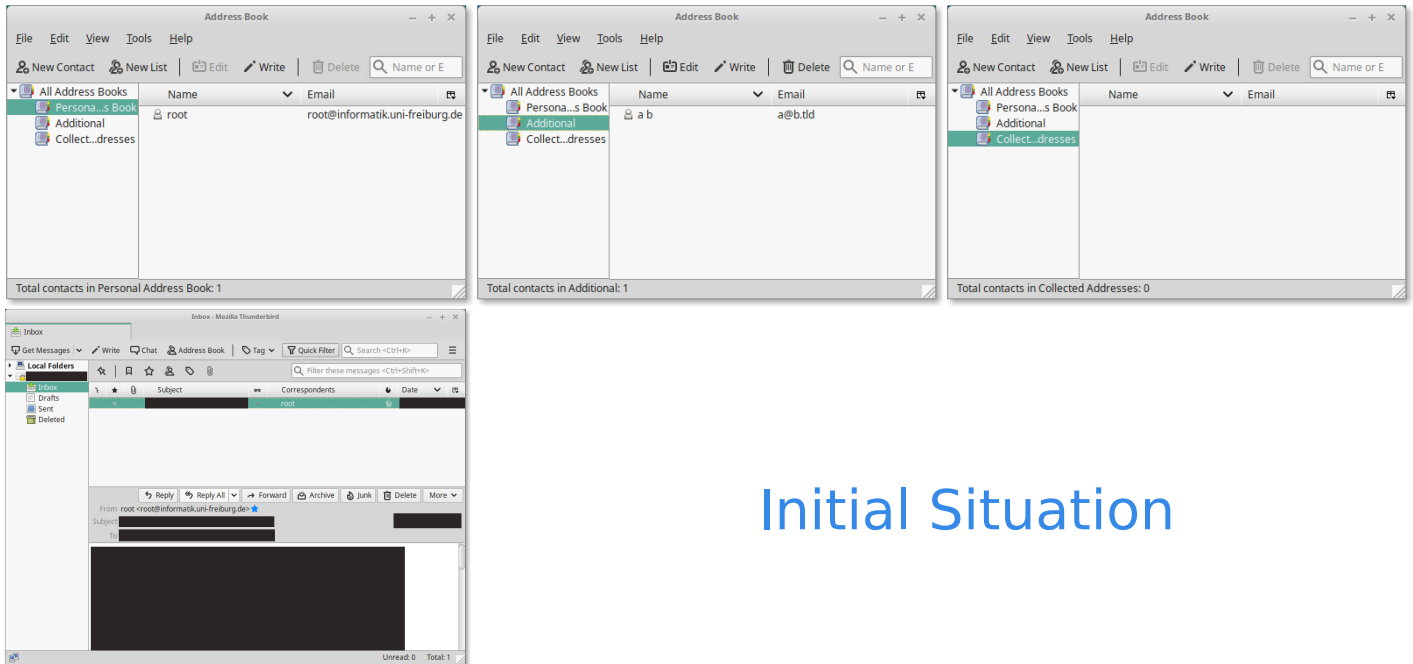 Address Book
File Edit View Tools Help
New Contact New List Edit Write Delete Name or E
All Address Books
Persona...s Book
Additional
Collect...dresses
Name Email
root root@informatik.uni-freiburg.de
Total contacts in Personal Address Book: 1
Address Book
File Edit View Tools Help
New Contact New List Edit Write Delete Name or E
All Address Books
Persona...s Book
Additional
Collect...dresses
Name Email
a b a@b.tld
Total contacts in Additional: 1
Address Book
File Edit View Tools Help
New Contact New List Edit Write Delete Name or E
All Address Books
Persona...s Book
Additional
Collect...dresses
Name Email
Total contacts in Collected Addresses: 0
Inbox - Mozilla Thunderbird
Inbox
Get Messages Write Chat Address Book Tag Quick Filter Search <Ctrl+K>
Local Folders
Inbox
Drafts
Sent
Deleted
Filter these messages <Ctrl+Shift+K>
Subject Correspondents Date
root
Reply Reply All Forward Archive Junk Delete More
From root <root@informatik.uni-freiburg.de>
Subject
To
Unread: 0 Total: 1
Initial Situation